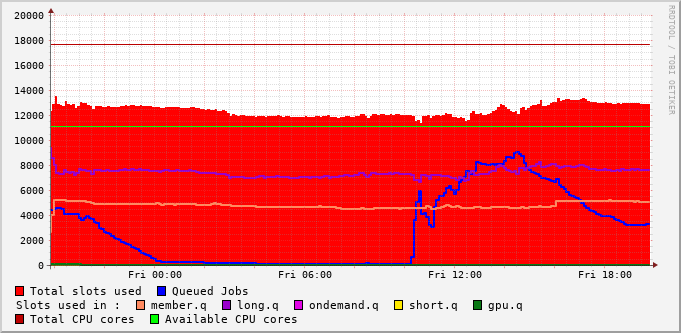 20000
18000
16000
14000
12000
10000
8000
6000
4000
2000
0
Fri 00:00 Fri 06:00 Fri 12:00 Fri 18:00
RRDTOOL / TOBI OETIKER
Total slots used Queued Jobs
Slots used in : member.q long.q ondemand.q short.q gpu.q
Total CPU cores Available CPU cores